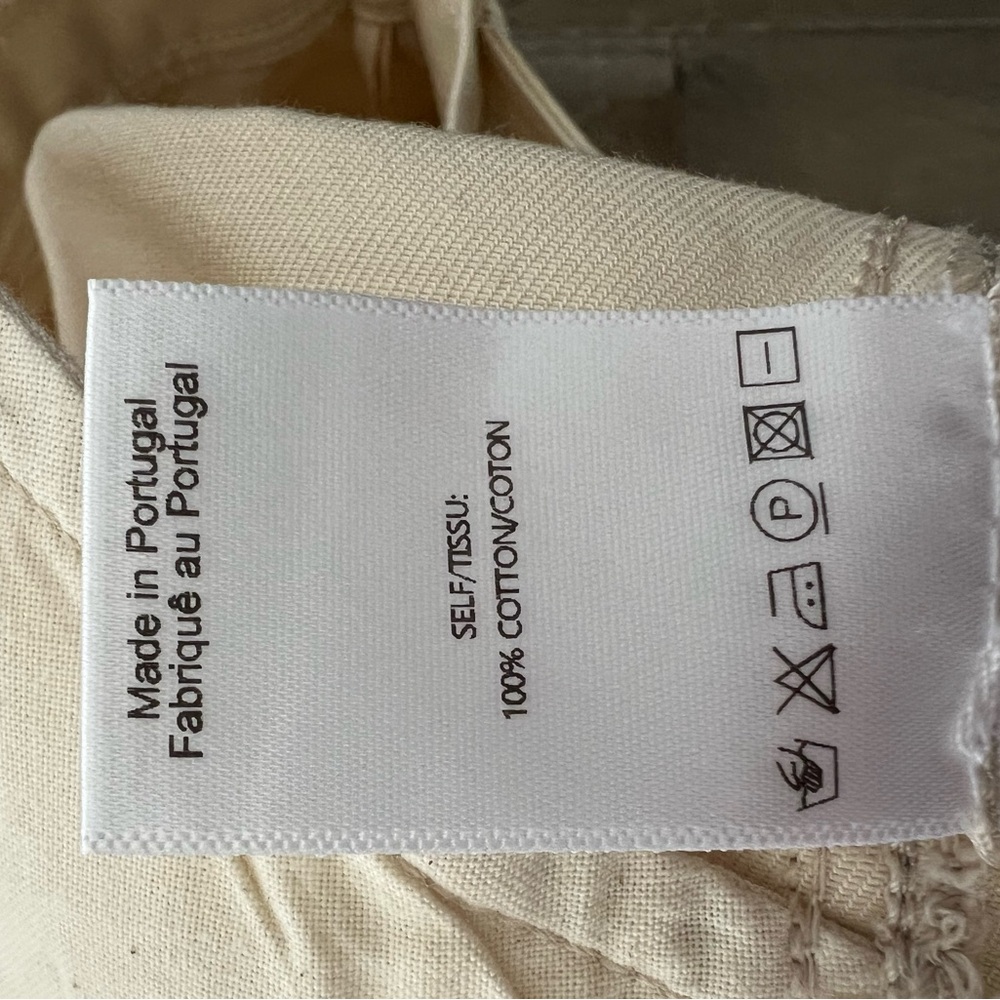 Made in Portugal
Fabriquê au Portugal
SELF/TISSU:
100% COTTON/COTON
P